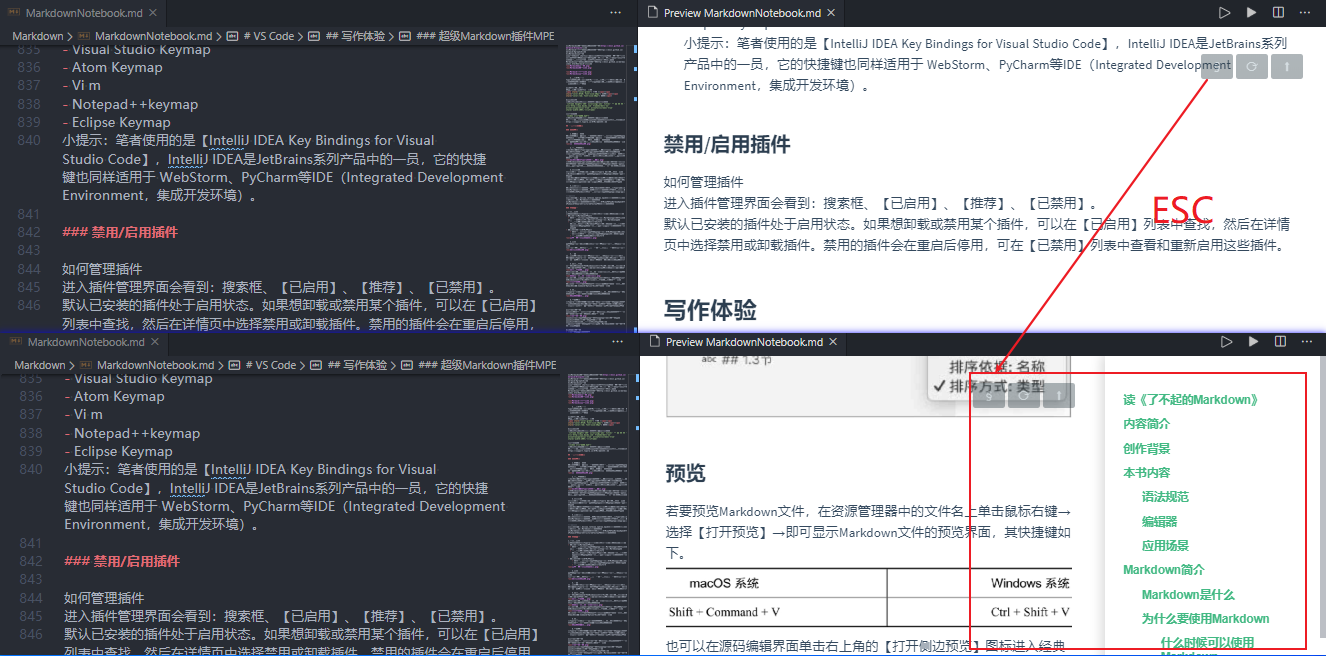 MarkdownNotebook.md ×
Markdown > MarkdownNotebook.md > # VS Code > ## 写作体验 > ### 超级Markdown插件MPE
835 - Visual Studio Keymap
836 - Atom Keymap
837 - Vi m
838 - Notepad++keymap
839 - Eclipse Keymap
840 小提示：笔者使用的是【IntelliJ IDEA Key Bindings for Visual
Studio Code】，IntelliJ IDEA是JetBrains系列产品中的一员，它的快捷
键也同样适用于 WebStorm、PyCharm等IDE（Integrated Development
Environment，集成开发环境）。
841
842 ### 禁用/启用插件
843
844 如何管理插件
845 进入插件管理界面会看到：搜索框、【已启用】、【推荐】、【已禁用】。
846 默认已安装的插件处于启用状态。如果想卸载或禁用某个插件，可以在【已启用】
列表中查找，然后在详情页中选择禁用或卸载插件。禁用的插件会在重启后停用，
Preview MarkdownNotebook.md ×
小提示：笔者使用的是【IntelliJ IDEA Key Bindings for Visual Studio Code】，IntelliJ IDEA是JetBrains系列
产品中的一员，它的快捷键也同样适用于 WebStorm、PyCharm等IDE（Integrated Development
Environment，集成开发环境）。
禁用/启用插件
如何管理插件
进入插件管理界面会看到：搜索框、【已启用】、【推荐】、【已禁用】。
默认已安装的插件处于启用状态。如果想卸载或禁用某个插件，可以在【已启用】列表中查找，然后在详情
页中选择禁用或卸载插件。禁用的插件会在重启后停用，可在【已禁用】列表中查看和重新启用这些插件。
写作体验
ESC
MarkdownNotebook.md ×
Markdown > MarkdownNotebook.md > # VS Code > ## 写作体验 > ### 超级Markdown插件MPE
835 - Visual Studio Keymap
836 - Atom Keymap
837 - Vi m
838 - Notepad++keymap
839 - Eclipse Keymap
840 小提示：笔者使用的是【IntelliJ IDEA Key Bindings for Visual
Studio Code】，IntelliJ IDEA是JetBrains系列产品中的一员，它的快捷
键也同样适用于 WebStorm、PyCharm等IDE（Integrated Development
Environment，集成开发环境）。
841
842 ### 禁用/启用插件
843
844 如何管理插件
845 进入插件管理界面会看到：搜索框、【已启用】、【推荐】、【已禁用】。
846 默认已安装的插件处于启用状态。如果想卸载或禁用某个插件，可以在【已启用】
列表中查找，然后在详情页中选择禁用或卸载插件。禁用的插件会在重启后停用，
Preview MarkdownNotebook.md ×
abc ## 1.3节
排序依据: 名称
✓ 排序方式: 类型
预览
若要预览Markdown文件，在资源管理器中的文件名上单击鼠标右键→
选择【打开预览】→即可显示Markdown文件的预览界面，其快捷键如
下。
macOS 系统 Windows 系统
Shift + Command + V Ctrl + Shift + V
也可以在源码编辑界面单击右上角的【打开侧边预览】图标进入经典
读《了不起的Markdown》
内容简介
创作背景
本书内容
语法规范
编辑器
应用场景
Markdown简介
Markdown是什么
为什么要使用Markdown
什么时候可以使用
Markdown